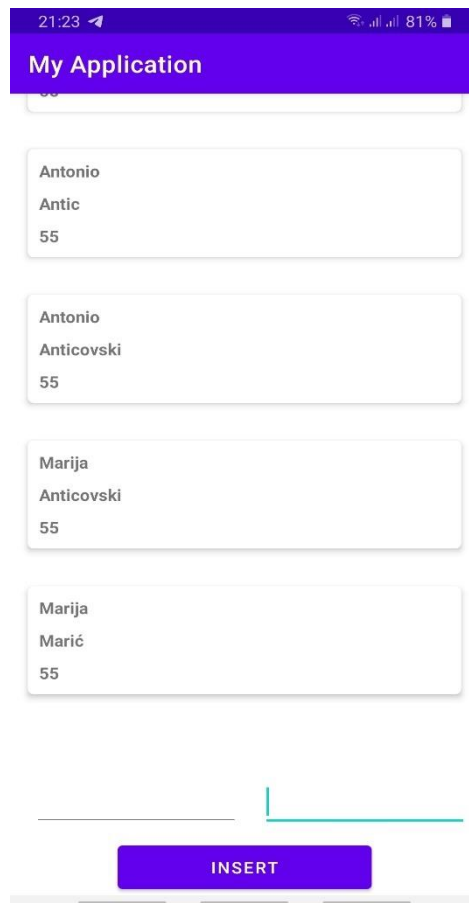 21:23
81%
My Application
Antonio
Antic
55
Antonio
Anticovski
55
Marija
Anticovski
55
Marija
Marić
55
INSERT